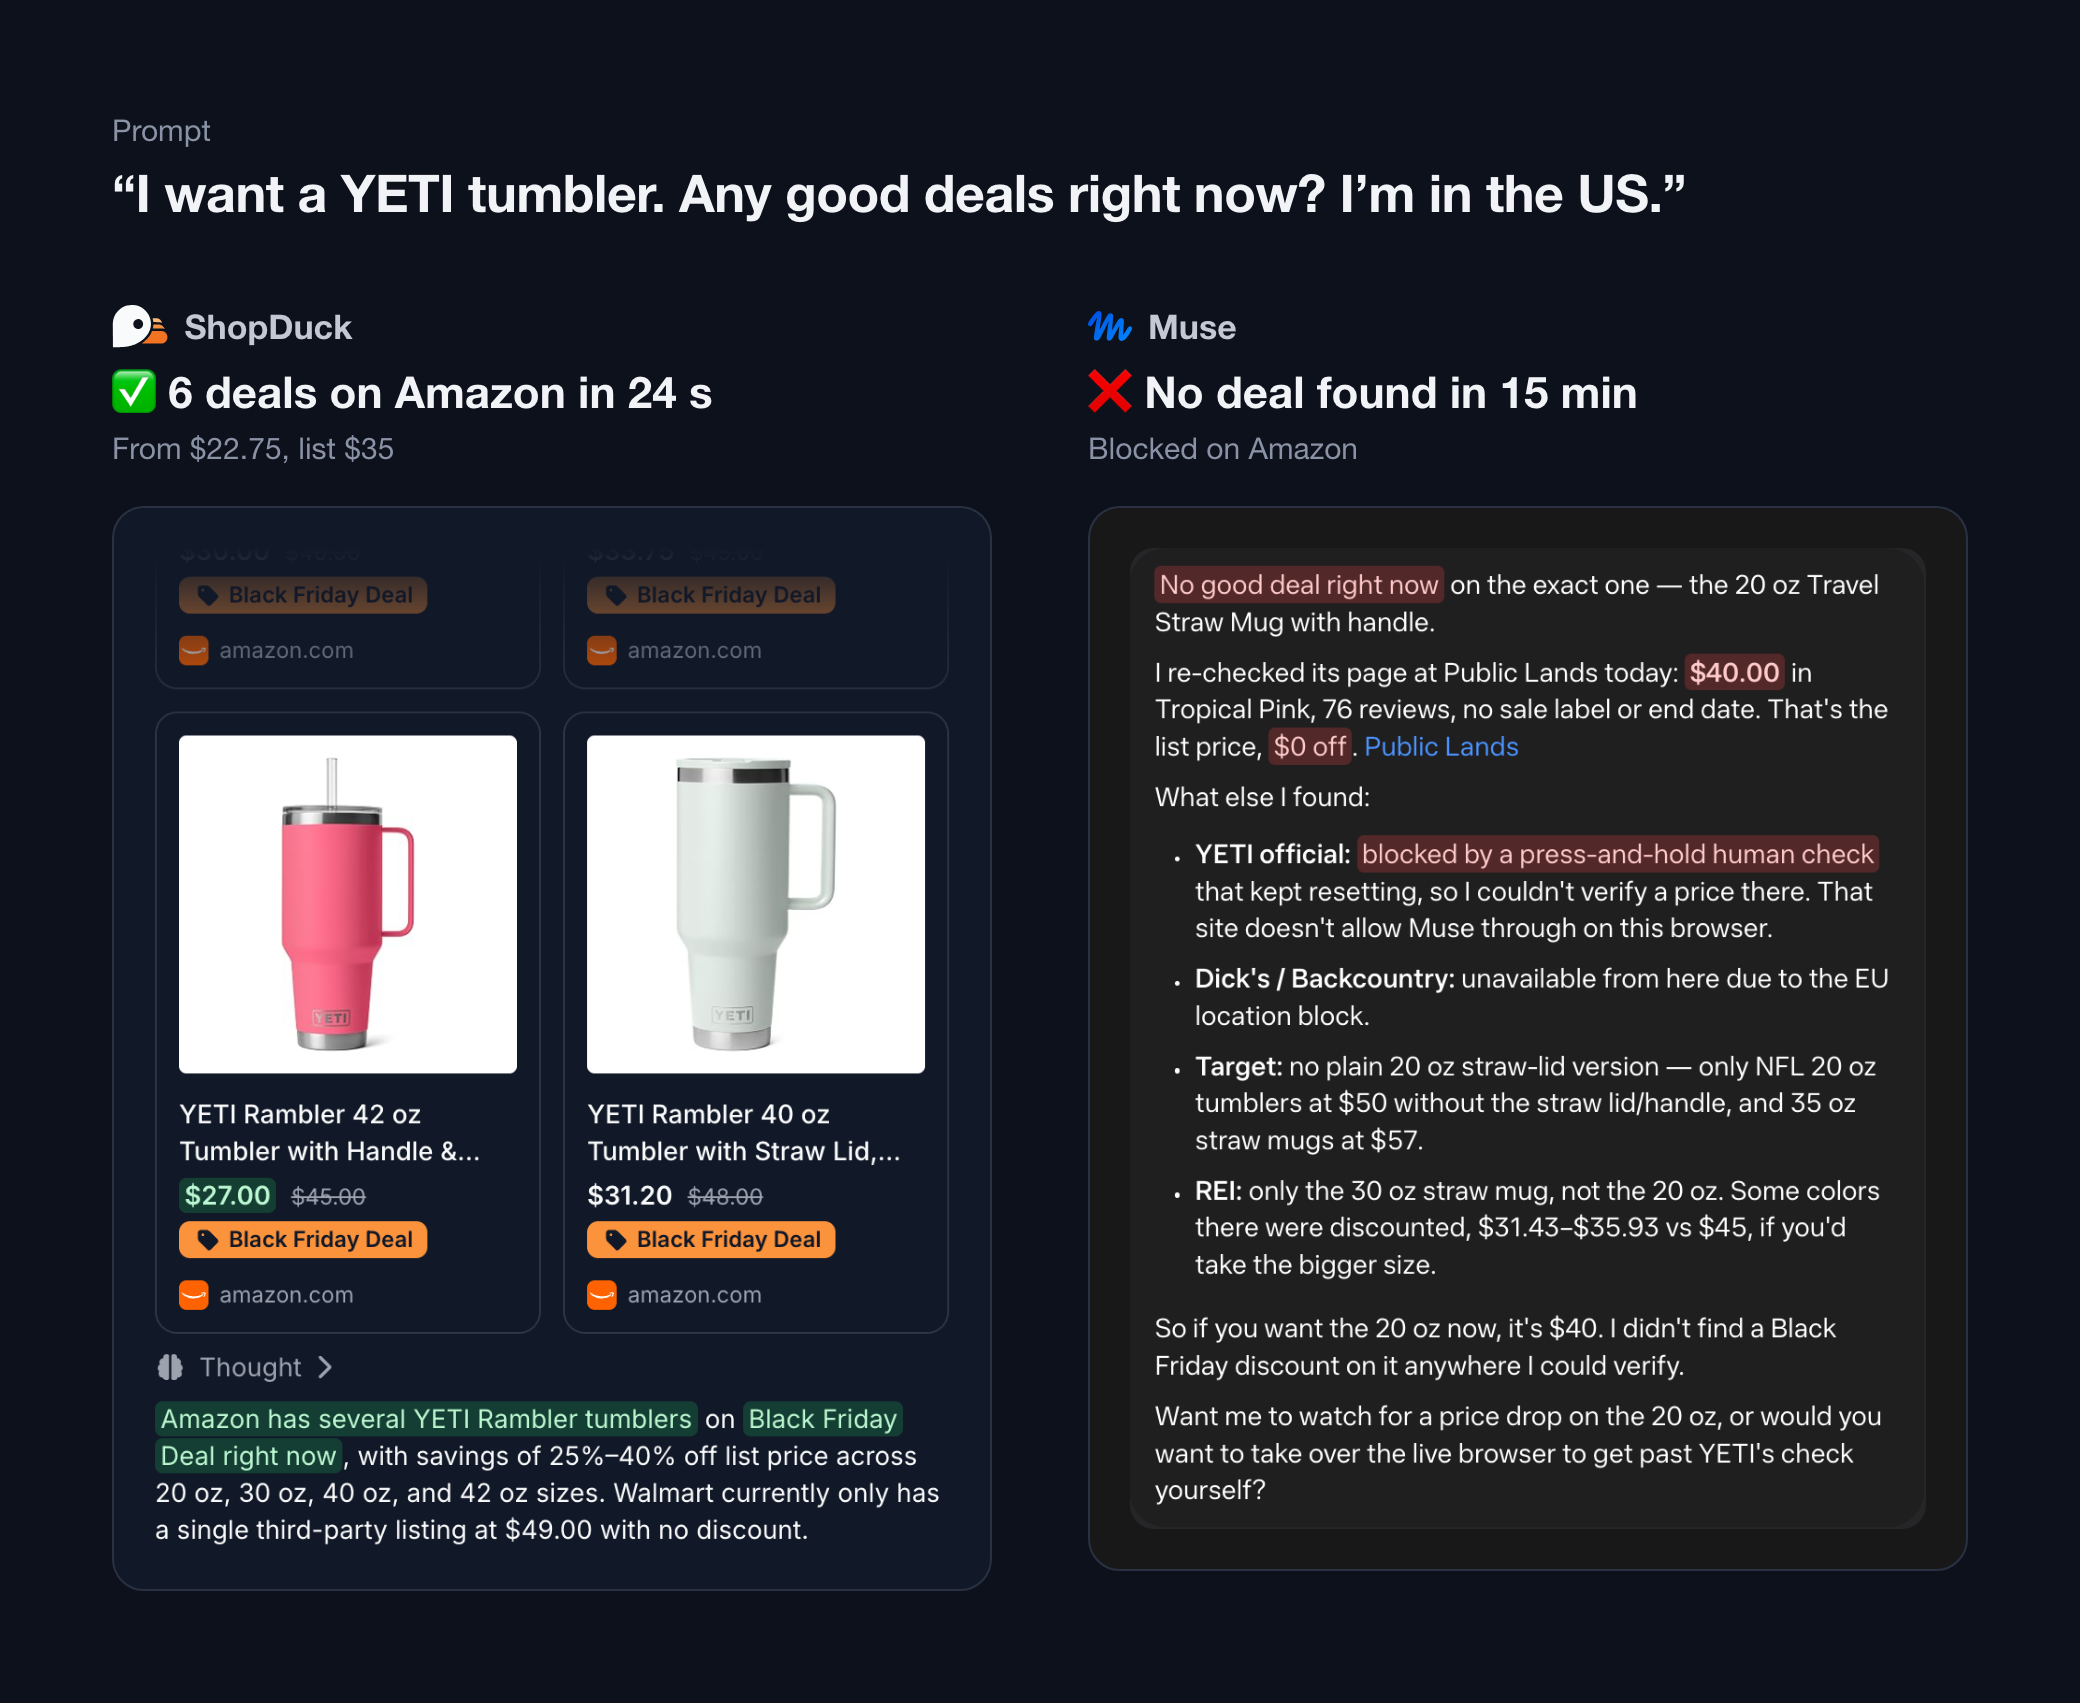 Prompt
“I want a YETI tumbler. Any good deals right now? I’m in the US.”
ShopDuck
✅ 6 deals on Amazon in 24 s
From $22.75, list $35
$30.00 $40.00
$33.75 $45.00
Black Friday Deal
Black Friday Deal
amazon.com
amazon.com
YETI
YETI
YETI Rambler 42 oz
Tumbler with Handle &...
$27.00 $45.00
Black Friday Deal
amazon.com
YETI Rambler 40 oz
Tumbler with Straw Lid,...
$31.20 $48.00
Black Friday Deal
amazon.com
Thought
Amazon has several YETI Rambler tumblers on Black Friday
Deal right now, with savings of 25%–40% off list price across
20 oz, 30 oz, 40 oz, and 42 oz sizes. Walmart currently only has
a single third-party listing at $49.00 with no discount.
Muse
❌ No deal found in 15 min
Blocked on Amazon
No good deal right now on the exact one — the 20 oz Travel
Straw Mug with handle.
I re-checked its page at Public Lands today: $40.00 in
Tropical Pink, 76 reviews, no sale label or end date. That's the
list price, $0 off. Public Lands
What else I found:
• YETI official: blocked by a press-and-hold human check
that kept resetting, so I couldn't verify a price there. That
site doesn't allow Muse through on this browser.
• Dick's / Backcountry: unavailable from here due to the EU
location block.
• Target: no plain 20 oz straw-lid version — only NFL 20 oz
tumblers at $50 without the straw lid/handle, and 35 oz
straw mugs at $57.
• REI: only the 30 oz straw mug, not the 20 oz. Some colors
there were discounted, $31.43–$35.93 vs $45, if you'd
take the bigger size.
So if you want the 20 oz now, it's $40. I didn't find a Black
Friday discount on it anywhere I could verify.
Want me to watch for a price drop on the 20 oz, or would you
want to take over the live browser to get past YETI's check
yourself?